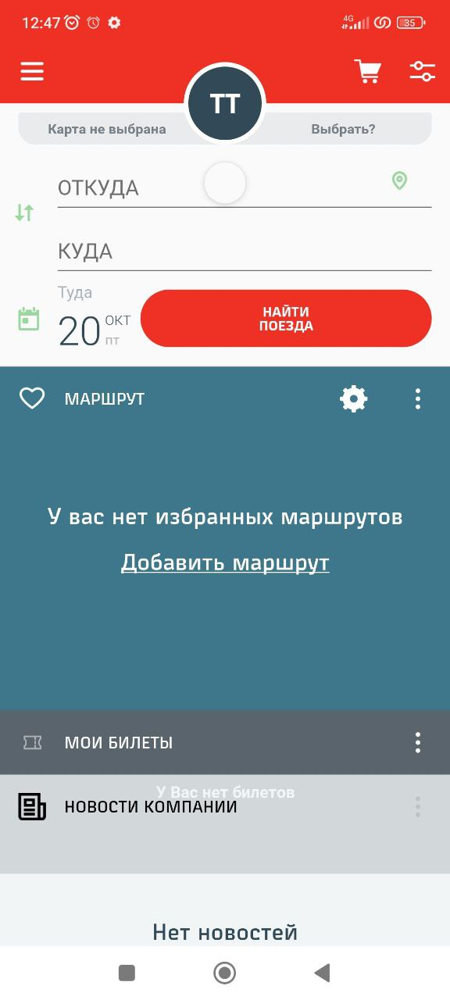 12:47
4G
35
TT
Карта не выбрана
Выбрать?
ОТКУДА
КУДА
Туда
20 ОКТ
пт
НАЙТИ
ПОЕЗДА
МАРШРУТ
У вас нет избранных маршрутов
Добавить маршрут
МОИ БИЛЕТЫ
У Вас нет билетов
НОВОСТИ КОМПАНИИ
Нет новостей